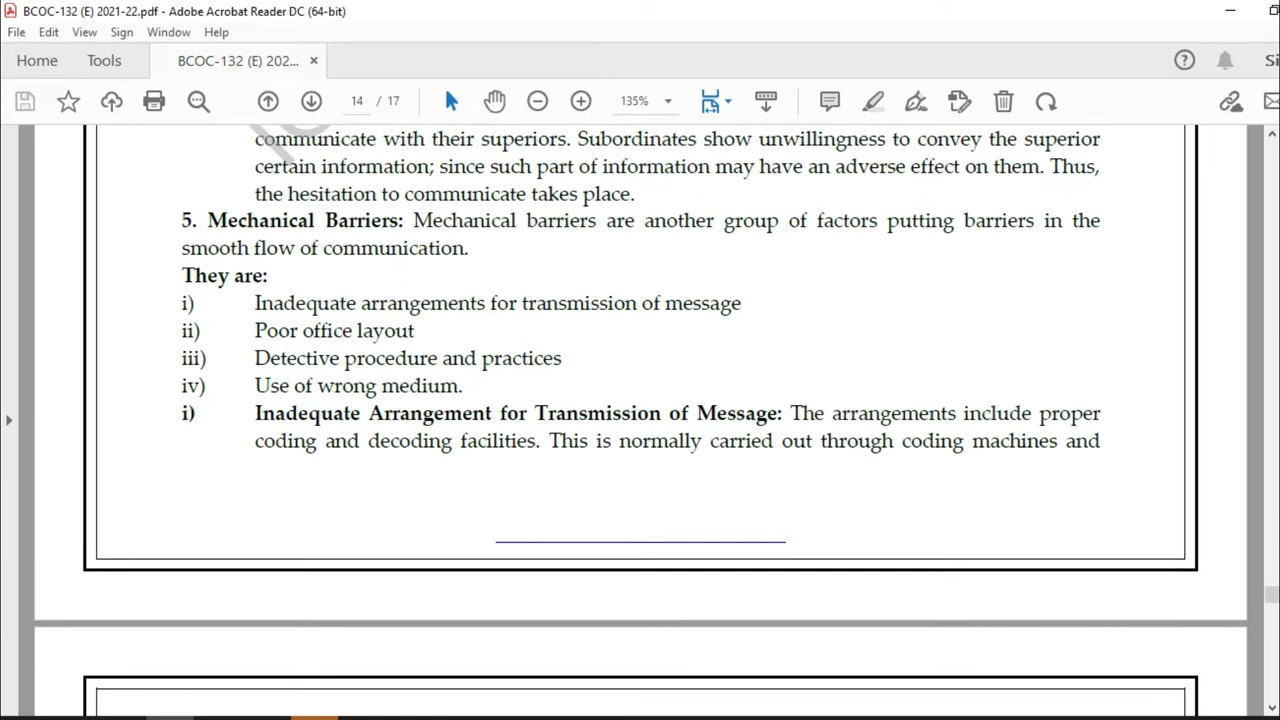 BCOC-132 (E) 2021-22.pdf - Adobe Acrobat Reader DC (64-bit)
File Edit View Sign Window Help
Home Tools BCOC-132 (E) 202... ×
14 / 17 135%
communicate with their superiors. Subordinates show unwillingness to convey the superior
certain information; since such part of information may have an adverse effect on them. Thus,
the hesitation to communicate takes place.
5. Mechanical Barriers: Mechanical barriers are another group of factors putting barriers in the
smooth flow of communication.
They are:
i) Inadequate arrangements for transmission of message
ii) Poor office layout
iii) Detective procedure and practices
iv) Use of wrong medium.
i) Inadequate Arrangement for Transmission of Message: The arrangements include proper
coding and decoding facilities. This is normally carried out through coding machines and